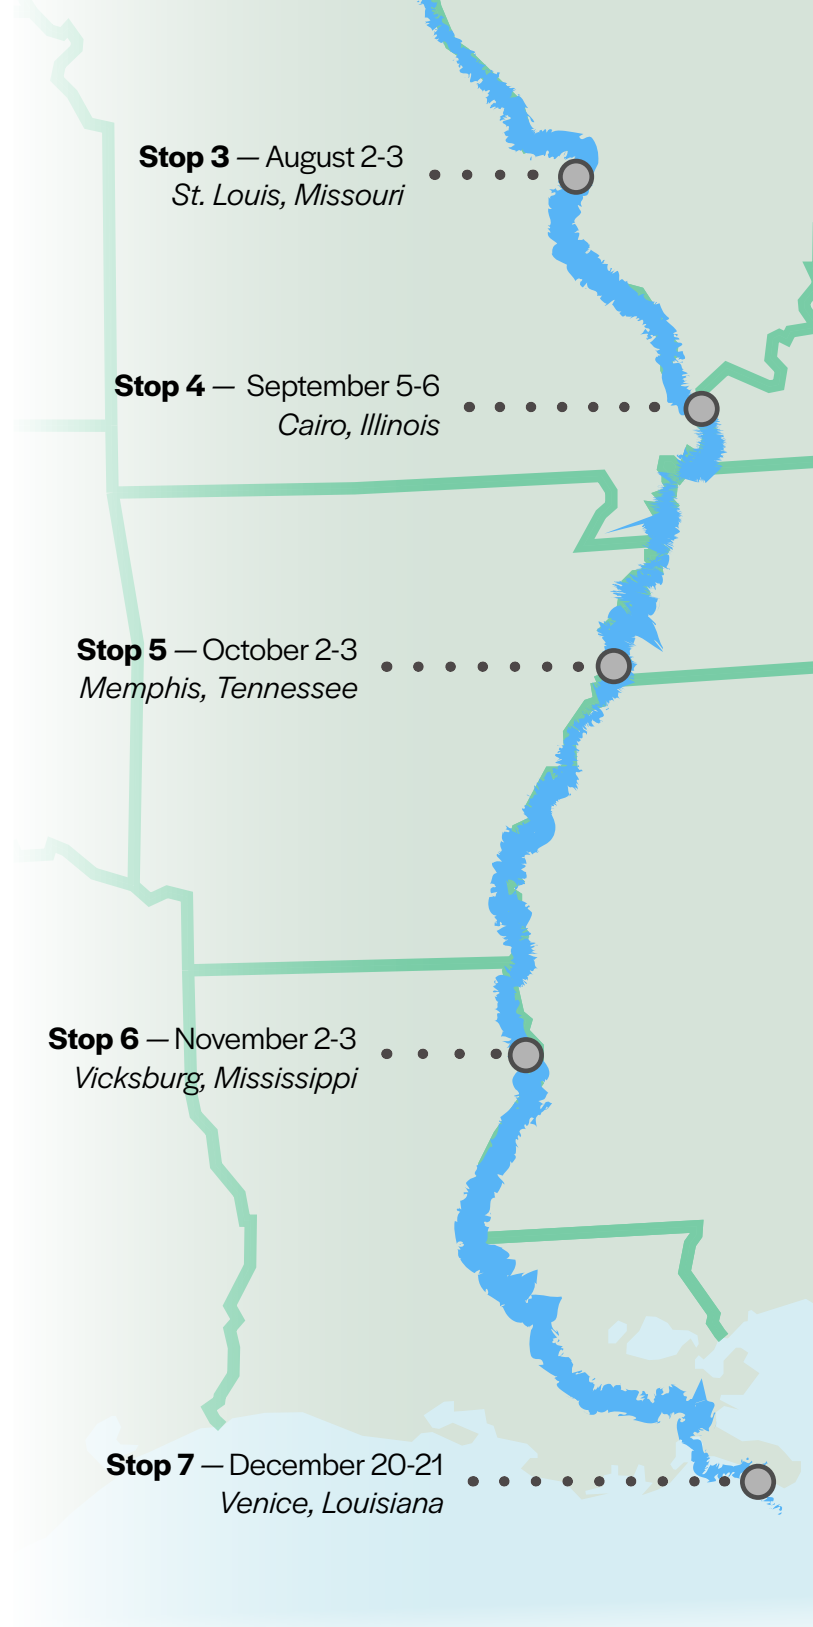 Stop 3 — August 2-3
St. Louis, Missouri
Stop 4 — September 5-6
Cairo, Illinois
Stop 5 — October 2-3
Memphis, Tennessee
Stop 6 — November 2-3
Vicksburg, Mississippi
Stop 7 — December 20-21
Venice, Louisiana